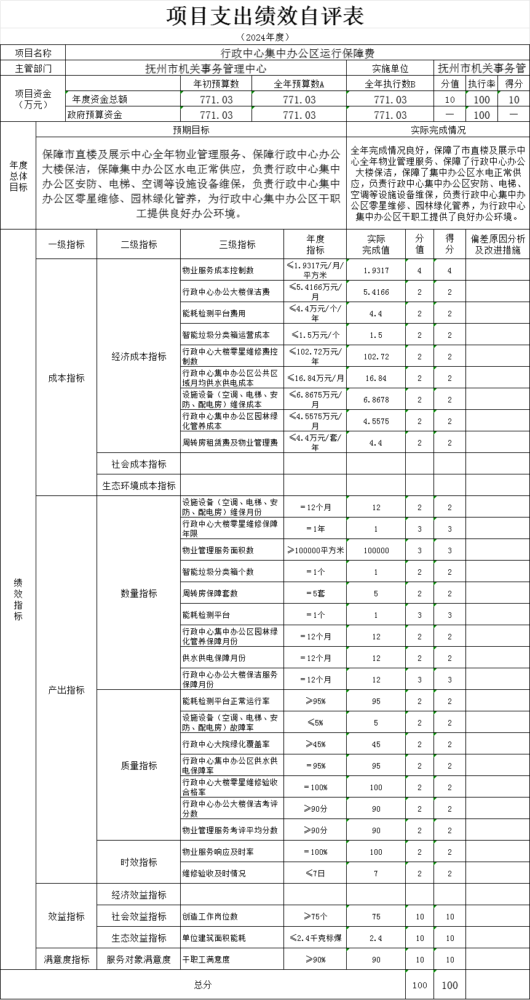 项目支出绩效自评表
（2024年度）
项目名称 行政中心集中办公区运行保障费
主管部门 抚州市机关事务管理中心 实施单位 抚州市机关事务管
项目资金
（万元）
年初预算数 全年预算数A 全年执行数B 分值 执行率 得分
年度资金总额 771.03 771.03 771.03 10 100 10
政府预算资金 771.03 771.03 771.03 — 100 —
年度
总体
目标
预期目标 实际完成情况
保障市直楼及展示中心全年物业管理服务、保障行政中心办公
大楼保洁，保障集中办公区水电正常供应，负责行政中心集中
办公区安防、电梯、空调等设施设备维保，负责行政中心集中
办公区零星维修、园林绿化管养，为行政中心集中办公区干职
工提供良好办公环境。
全年完成情况良好，保障了市直楼及展示中
心全年物业管理服务、保障了行政中心办公
大楼保洁，保障了集中办公区水电正常供
应，负责行政中心集中办公区安防、电梯、
空调等设施设备维保，负责行政中心集中办
公区零星维修、园林绿化管养，为行政中心
集中办公区干职工提供了良好办公环境。
绩
效
指
标
一级指标 二级指标 三级指标 年度
指标 实际
完成值 分
值 得
分 偏差原因分析
及改进措施
成本指标
经济成本指标
物业服务成本控制数 ≤1.9317元/月/
平方米 1.9317 4 4
行政中心办公大楼保洁费 ≤5.4166万元/
月 5.4166 2 2
能耗检测平台费用 ≤4.4万元/个/
年 4.4 2 2
智能垃圾分类箱运营成本 ≤1.5万元/个 1.5 2 2
行政中心大楼零星维修费控
制数 ≤102.72万元/
年 102.72 2 2
行政中心集中办公区公共区
域月均供水供电成本 ≤16.84万元/月 16.84 2 2
设施设备（空调、电梯、安
防、配电房）维保成本 ≤6.8675万元/
月 6.8678 2 2
行政中心集中办公区园林绿
化管养成本 ≤4.5575万元/
月 4.5575 2 2
周转房租赁费及物业管理费 ≤4.4万元/套/
年 4.4 2 2
社会成本指标
生态环境成本指标
产出指标
数量指标
设施设备（空调、电梯、安
防、配电房）维保月份 ＝12个月 12 2 2
行政中心大楼零星维修保障
年限 ＝1年 1 3 3
物业管理服务面积数 ≥100000平方米 100000 3 3
智能垃圾分类箱个数 ＝1个 1 2 2
周转房保障套数 ＝5套 5 2 2
能耗检测平台 ＝1个 1 3 3
行政中心集中办公区园林绿
化管养保障月份 ＝12个月 12 2 2
供水供电保障月份 ＝12个月 12 2 2
行政中心办公大楼保洁服务
保障月份 ＝12个月 12 3 3
质量指标
能耗检测平台正常运行率 ≥95% 95 2 2
设施设备（空调、电梯、安
防、配电房）故障率 ≤5% 5 2 2
行政中心大院绿化覆盖率 ≥45% 45 2 2
行政中心集中办公区供水供
电保障率 ＝95% 95 2 2
行政中心大楼零星维修验收
合格率 ＝100% 100 2 2
行政中心办公大楼保洁考评
分数 ≥90分 90 2 2
物业管理服务考评平均分数 ≥90分 90 2 2
时效指标
物业服务响应及时率 ＝100% 100 2 2
维修验收及时情况 ≤7日 7 2 2
效益指标
经济效益指标
社会效益指标 创造工作岗位数 ≥75个 75 10 10
生态效益指标 单位建筑面积能耗 ≤2.4千克标煤 2.4 10 10
满意度指标 服务对象满意度 干职工满意度 ≥90% 90 10 10
总分 100 100